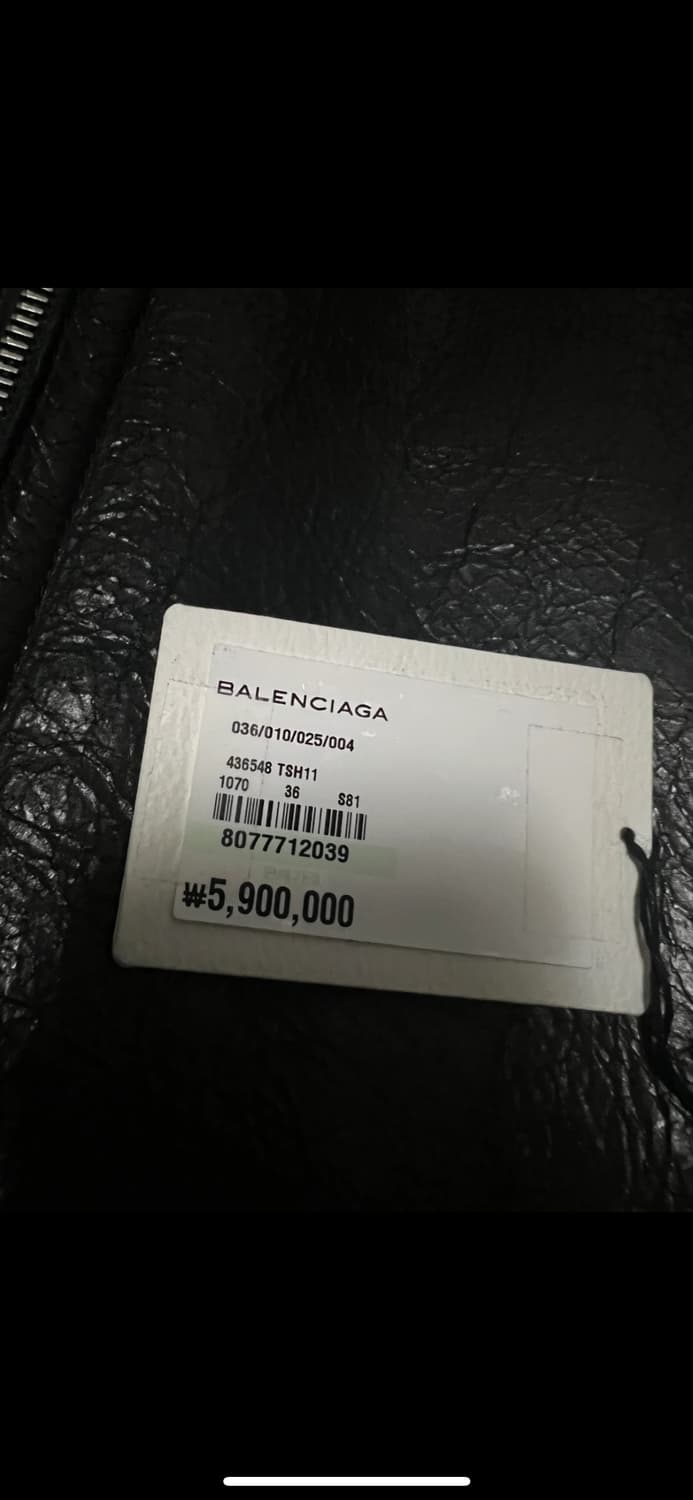 BALENCIAGA
036/010/025/004
436548 TSH11
1070 36 S81
8077712039
₩5,900,000